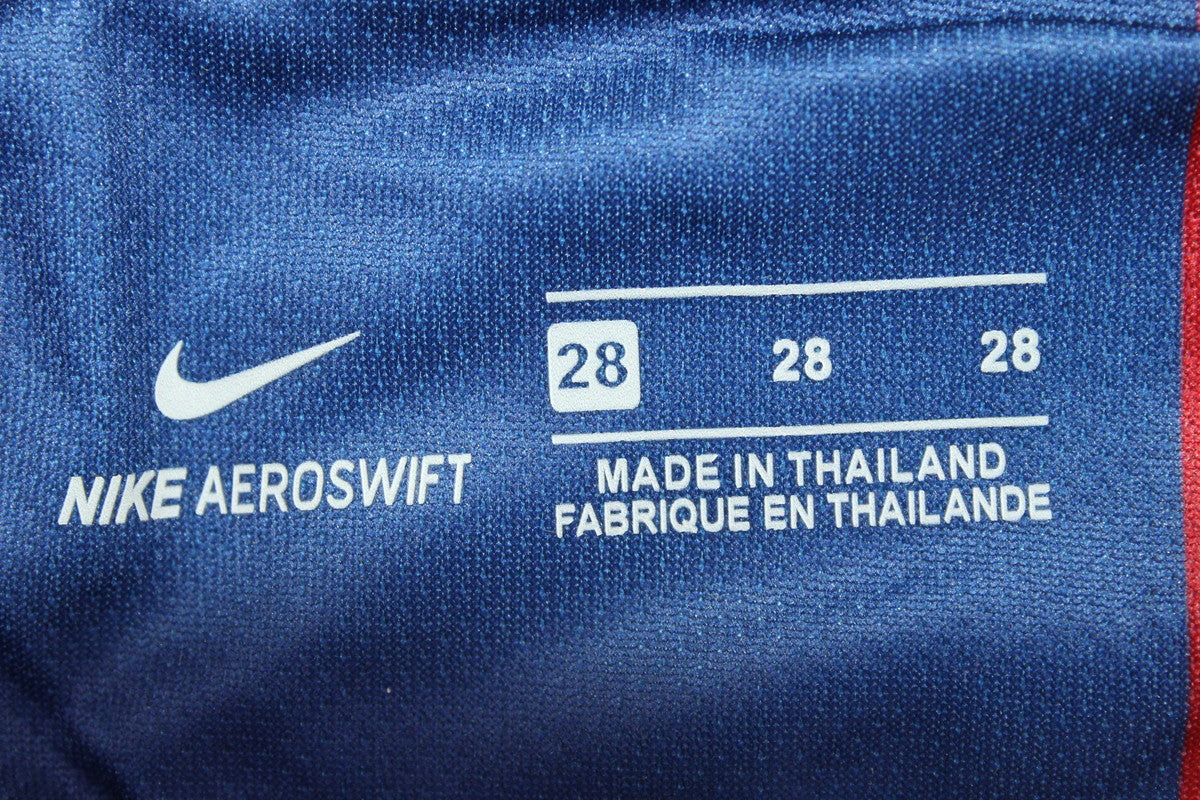 28 28 28
NIKE AEROSWIFT
MADE IN THAILAND
FABRIQUE EN THAILANDE